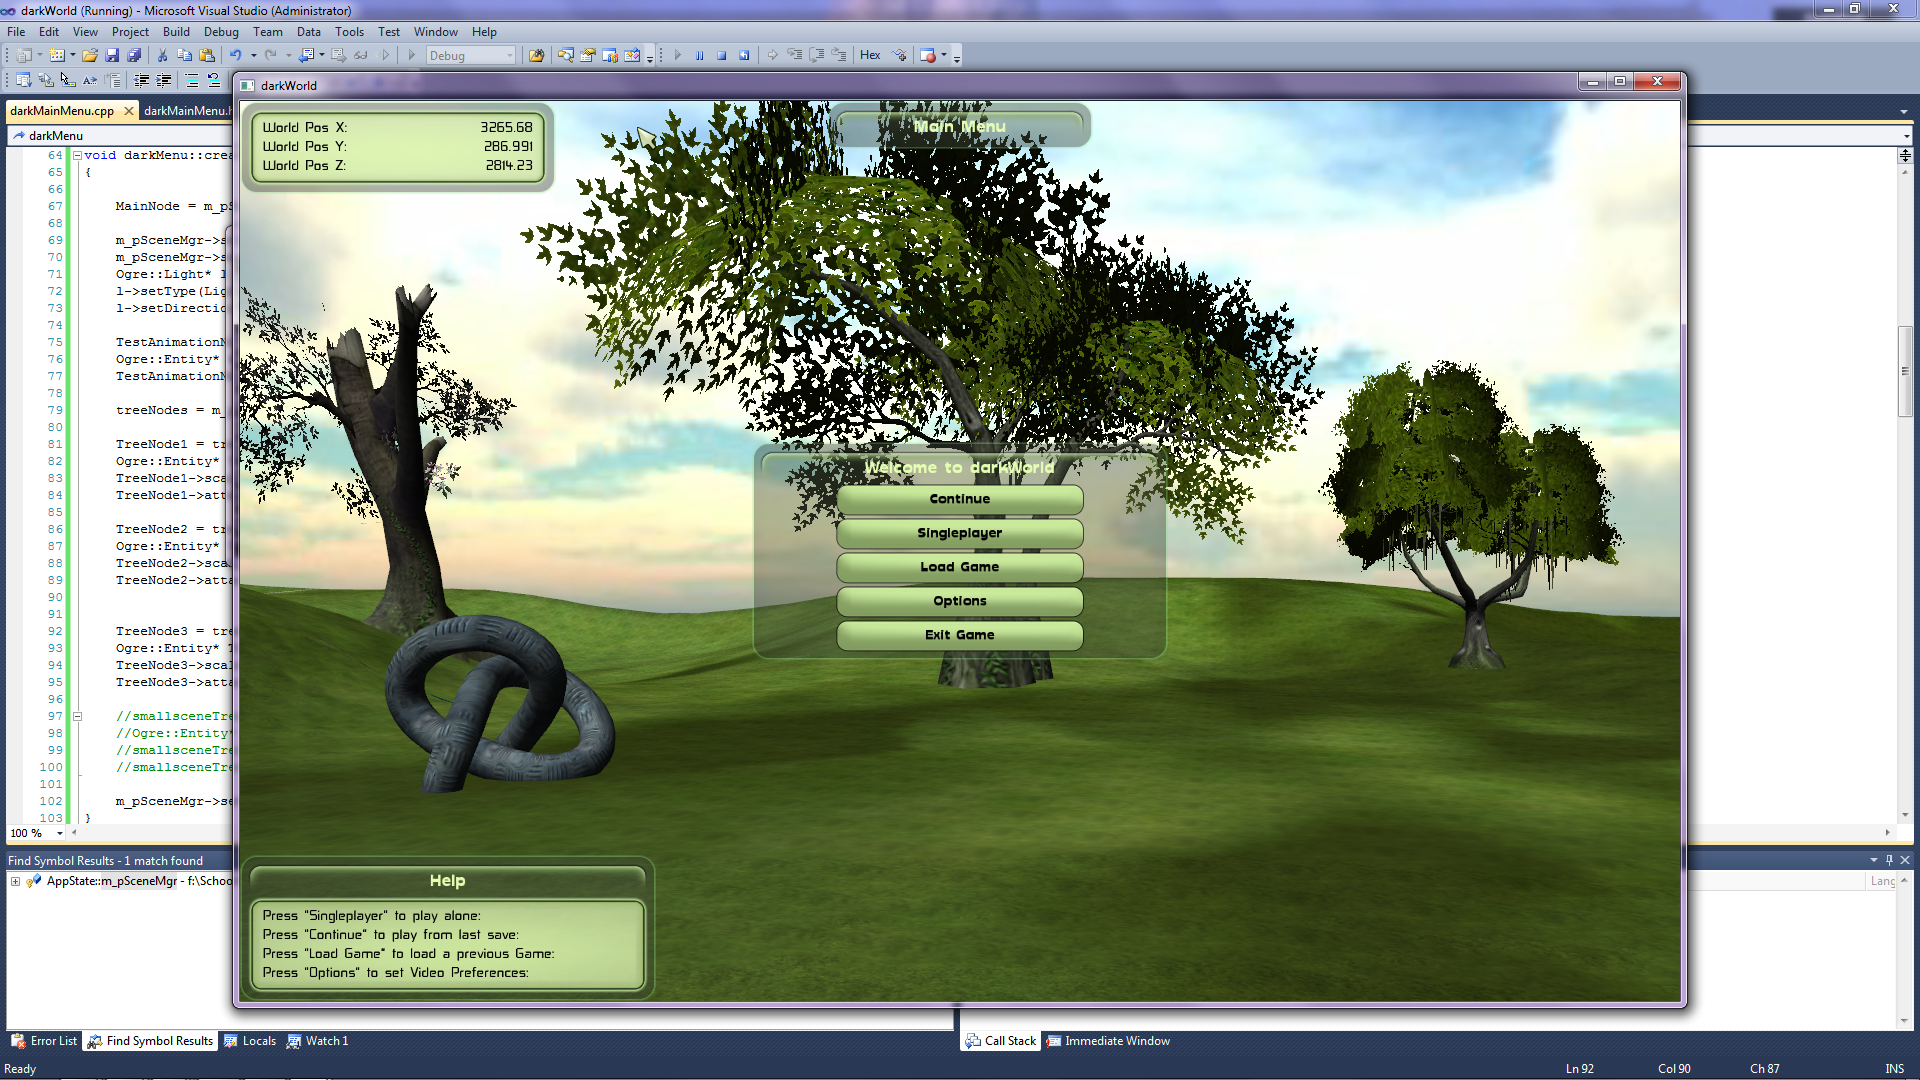 darkWorld (Running) - Microsoft Visual Studio (Administrator)
File Edit View Project Build Debug Team Data Tools Test Window Help
Debug
Hex
darkMainMenu.cpp
darkMainMenu.h
darkMenu
64 void darkMenu::crea
65 {
66
67 MainNode = m_pS
68
69 m_pSceneMgr->s
70 m_pSceneMgr->s
71 Ogre::Light* l
72 l->setType(Lig
73 l->setDirectio
74
75 TestAnimationN
76 Ogre::Entity*
77 TestAnimationN
78
79 treeNodes = m_
80
81 TreeNode1 = tr
82 Ogre::Entity*
83 TreeNode1->sca
84 TreeNode1->att
85
86 TreeNode2 = tr
87 Ogre::Entity*
88 TreeNode2->sca
89 TreeNode2->atta
90
91
92 TreeNode3 = tre
93 Ogre::Entity* T
94 TreeNode3->scal
95 TreeNode3->atta
96
97 //smallsceneTre
98 //Ogre::Entity*
99 //smallsceneTre
100 //smallsceneTre
101
102 m_pSceneMgr->se
103 }
100 %
darkWorld
World Pos X: 3265.68
World Pos Y: 286.991
World Pos Z: 2814.23
Main Menu
Welcome to darkWorld
Continue
Singleplayer
Load Game
Options
Exit Game
Help
Press "Singleplayer" to play alone:
Press "Continue" to play from last save:
Press "Load Game" to load a previous Game:
Press "Options" to set Video Preferences:
Find Symbol Results - 1 match found
AppState::m_pSceneMgr - f:\Schoo
Lang
Error List Find Symbol Results Locals Watch 1
Call Stack Immediate Window
Ready
Ln 92 Col 90 Ch 87 INS